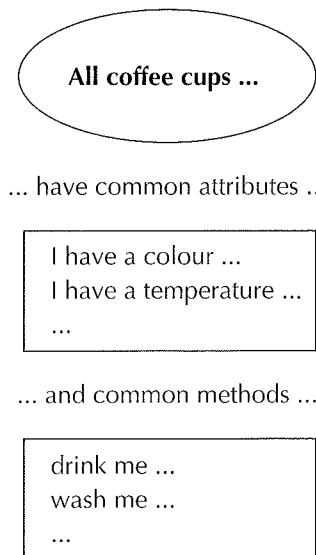 All coffee cups ...
... have common attributes ..
I have a colour ...
I have a temperature ...
...
... and common methods ...
drink me ...
wash me ...
...